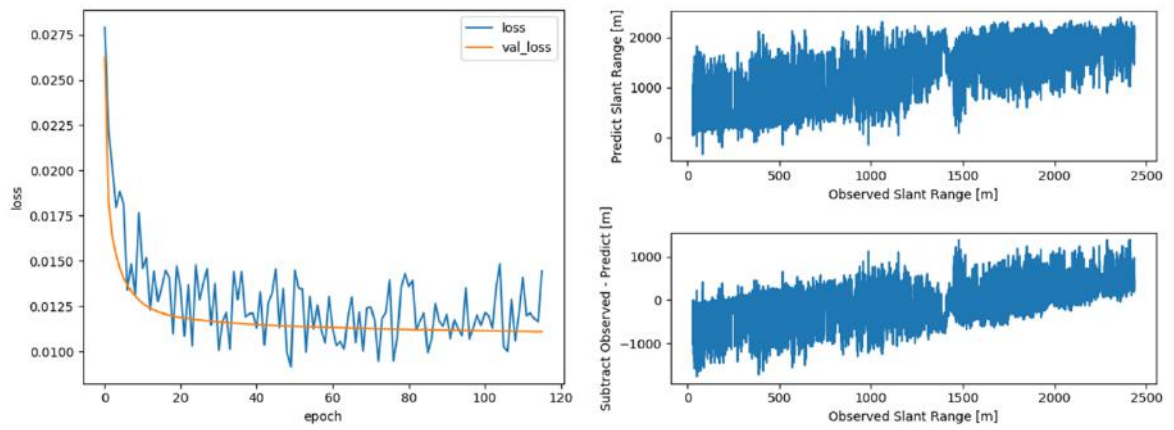 0.0275
0.0250
0.0225
0.0200
0.0175
0.0150
0.0125
0.0100
loss
0 20 40 60 80 100 120
epoch
loss
val_loss
2000
1000
0
Predict Slant Range [m]
0 500 1000 1500 2000 2500
Observed Slant Range [m]
1000
0
−1000
Subtract Observed - Predict [m]
0 500 1000 1500 2000 2500
Observed Slant Range [m]